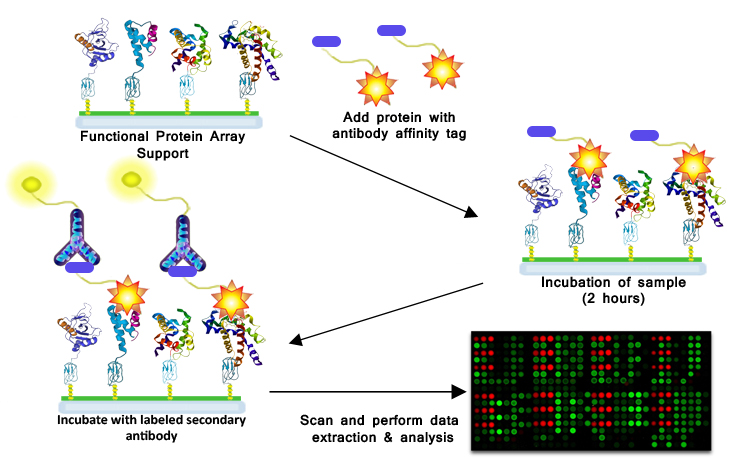 Functional Protein Array
Support
Add protein with
antibody affinity tag
Incubation of sample
(2 hours)
Incubate with labeled secondary
antibody
Scan and perform data
extraction & analysis